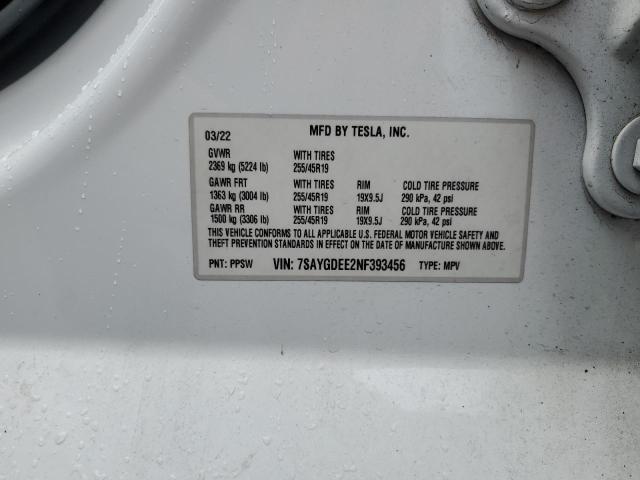 03/22 MFD BY TESLA, INC.
GVWR WITH TIRES
2369 kg (5224 lb) 255/45R19
GAWR FRT WITH TIRES RIM COLD TIRE PRESSURE
1363 kg (3004 lb) 255/45R19 19X9.5J 290 kPa, 42 psi
GAWR RR WITH TIRES RIM COLD TIRE PRESSURE
1500 kg (3306 lb) 255/45R19 19X9.5J 290 kPa, 42 psi
THIS VEHICLE CONFORMS TO ALL APPLICABLE U.S. FEDERAL MOTOR VEHICLE SAFETY AND
THEFT PREVENTION STANDARDS IN EFFECT ON THE DATE OF MANUFACTURE SHOWN ABOVE.
PNT: PPSW VIN: 7SAYGDEE2NF393456 TYPE: MPV